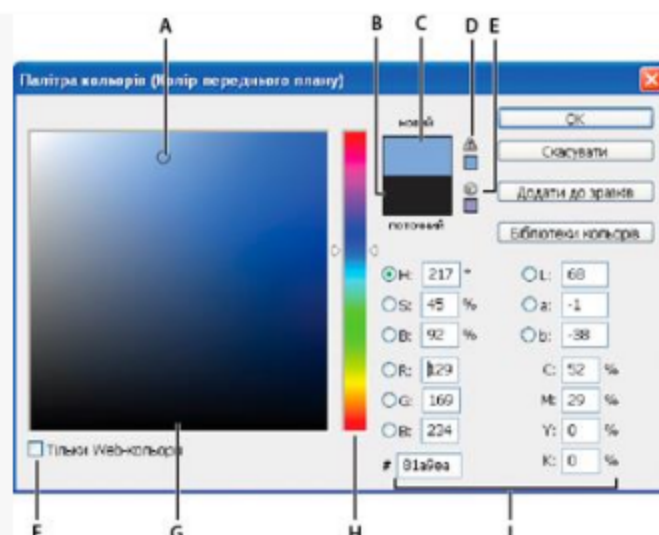 A B C D E
Палітра кольорів (Колір переднього плану)
новий
поточний
OK
Скасувати
Додати до зразків
Бібліотеки кольорів
H: 217 °
S: 45 %
B: 92 %
R: 129
G: 169
B: 234
# 81a9ea
L: 68
a: -1
b: -38
C: 52 %
M: 29 %
Y: 0 %
K: 0 %
Тільки Web-кольори
F G H I